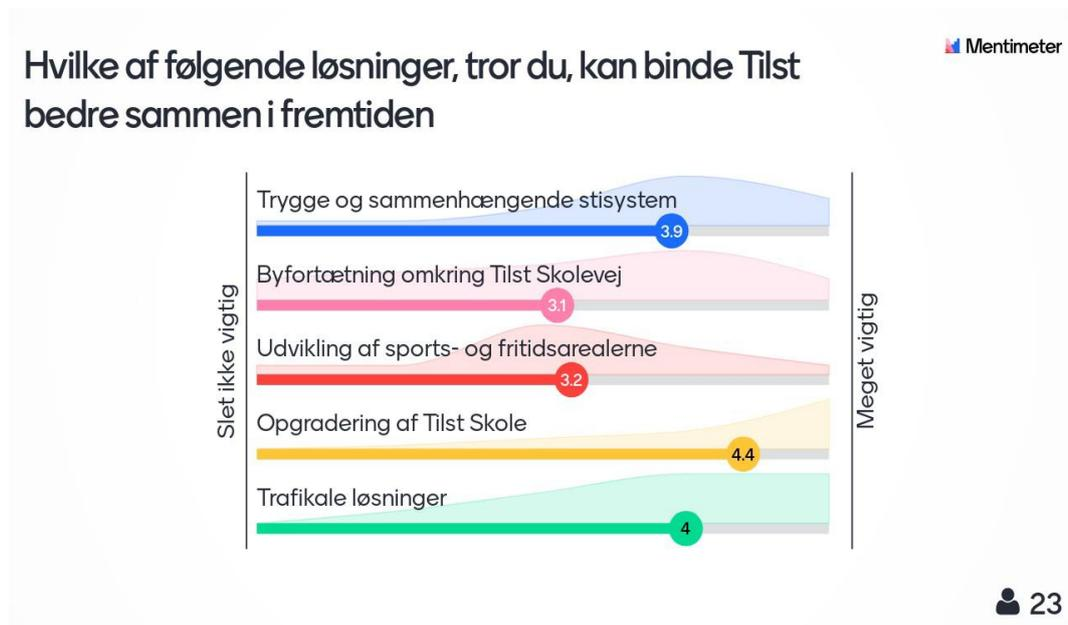 Hvilke af følgende løsninger, tror du, kan binde Tilst
bedre sammen i fremtiden
Mentimeter
Slet ikke vigtig
Trygge og sammenhængende stisystem
3.9
Byfortætning omkring Tilst Skolevej
3.1
Udvikling af sports- og fritidsarealerne
3.2
Opgradering af Tilst Skole
4.4
Trafikale løsninger
4
Meget vigtig
23